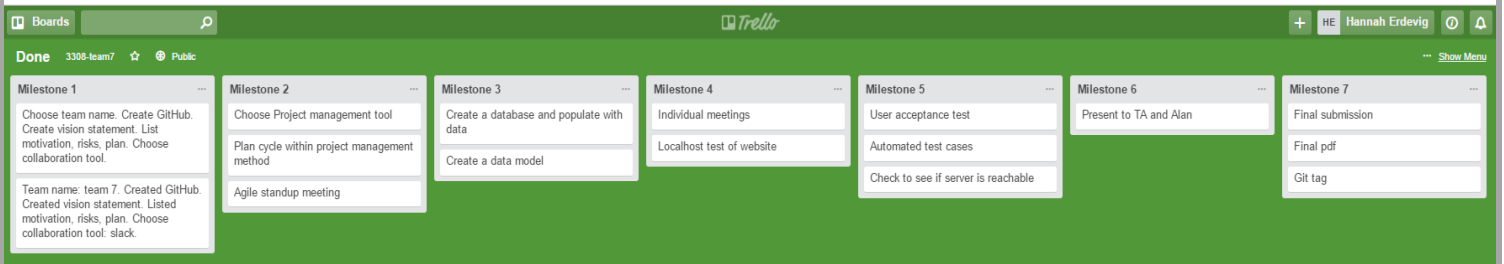 Boards
Trello
HE Hannah Erdevig
Done 3308-team7 Public
... Show Menu
Milestone 1 ...
Choose team name. Create GitHub.
Create vision statement. List
motivation, risks, plan. Choose
collaboration tool.
Team name: team 7. Created GitHub.
Created vision statement. Listed
motivation, risks, plan. Choose
collaboration tool: slack.
Milestone 2 ...
Choose Project management tool
Plan cycle within project management
method
Agile standup meeting
Milestone 3 ...
Create a database and populate with
data
Create a data model
Milestone 4 ...
Individual meetings
Localhost test of website
Milestone 5 ...
User acceptance test
Automated test cases
Check to see if server is reachable
Milestone 6 ...
Present to TA and Alan
Milestone 7 ...
Final submission
Final pdf
Git tag